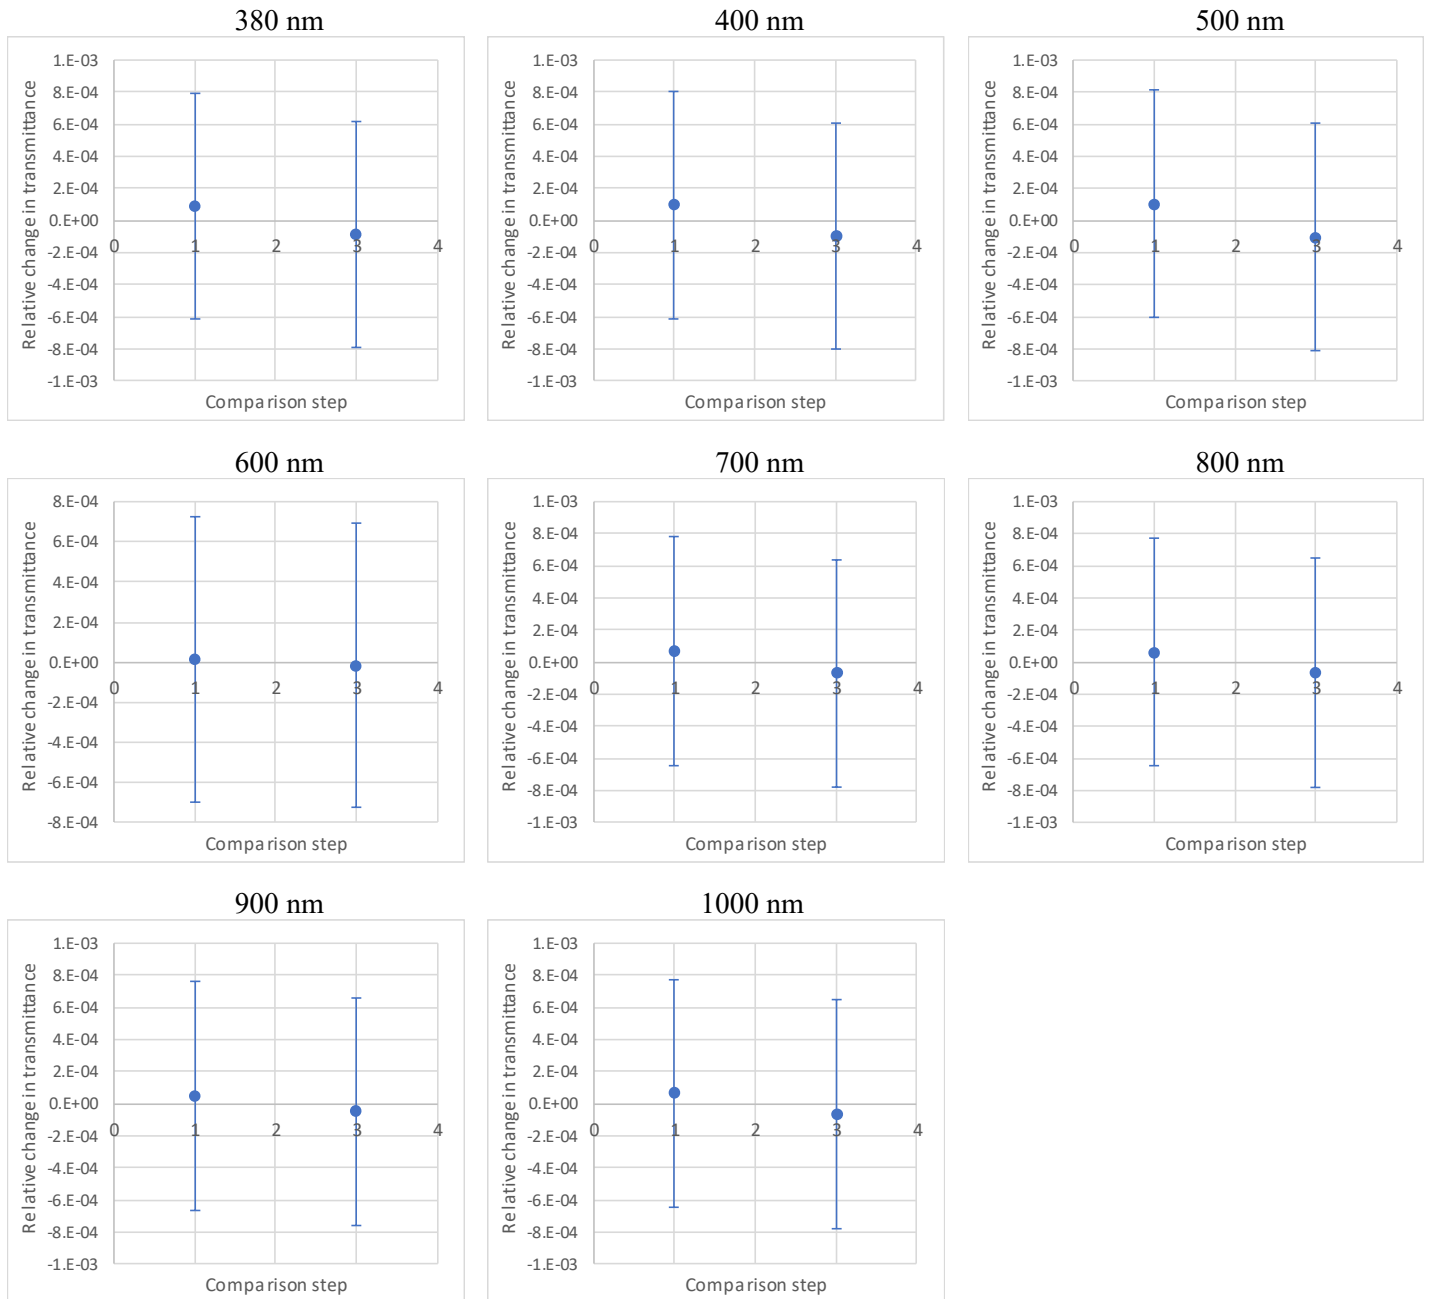 380 nm
Relative change in transmittance
1.E-03
8.E-04
6.E-04
4.E-04
2.E-04
0.E+00
-2.E-04
-4.E-04
-6.E-04
-8.E-04
-1.E-03
0 1 2 3 4
Comparison step
400 nm
Relative change in transmittance
1.E-03
8.E-04
6.E-04
4.E-04
2.E-04
0.E+00
-2.E-04
-4.E-04
-6.E-04
-8.E-04
-1.E-03
0 1 2 3 4
Comparison step
500 nm
Relative change in transmittance
1.E-03
8.E-04
6.E-04
4.E-04
2.E-04
0.E+00
-2.E-04
-4.E-04
-6.E-04
-8.E-04
-1.E-03
0 1 2 3 4
Comparison step
600 nm
Relative change in transmittance
8.E-04
6.E-04
4.E-04
2.E-04
0.E+00
-2.E-04
-4.E-04
-6.E-04
-8.E-04
0 1 2 3 4
Comparison step
700 nm
Relative change in transmittance
1.E-03
8.E-04
6.E-04
4.E-04
2.E-04
0.E+00
-2.E-04
-4.E-04
-6.E-04
-8.E-04
-1.E-03
0 1 2 3 4
Comparison step
800 nm
Relative change in transmittance
1.E-03
8.E-04
6.E-04
4.E-04
2.E-04
0.E+00
-2.E-04
-4.E-04
-6.E-04
-8.E-04
-1.E-03
0 1 2 3 4
Comparison step
900 nm
Relative change in transmittance
1.E-03
8.E-04
6.E-04
4.E-04
2.E-04
0.E+00
-2.E-04
-4.E-04
-6.E-04
-8.E-04
-1.E-03
0 1 2 3 4
Comparison step
1000 nm
Relative change in transmittance
1.E-03
8.E-04
6.E-04
4.E-04
2.E-04
0.E+00
-2.E-04
-4.E-04
-6.E-04
-8.E-04
-1.E-03
0 1 2 3 4
Comparison step